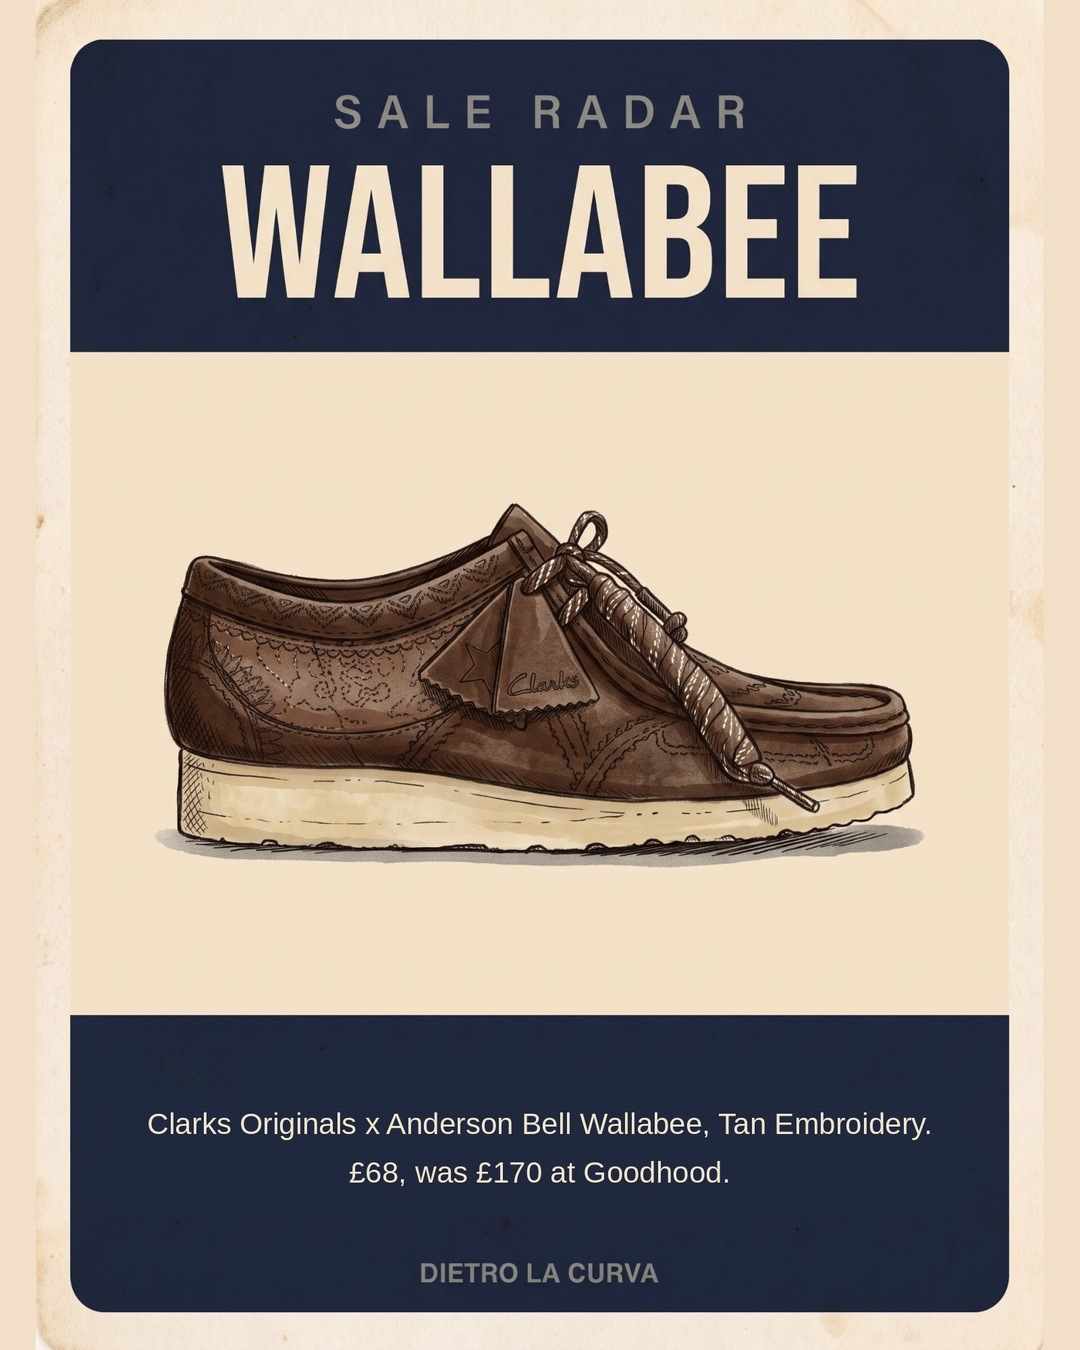 SALE RADAR
WALLABEE
Clarks
Clarks Originals x Anderson Bell Wallabee, Tan Embroidery.
£68, was £170 at Goodhood.
DIETRO LA CURVA